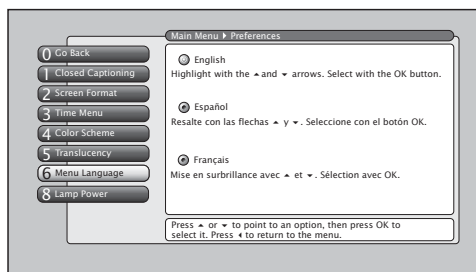 Main Menu ▸ Preferences
0 Go Back
1 Closed Captioning
2 Screen Format
3 Time Menu
4 Color Scheme
5 Translucency
6 Menu Language
8 Lamp Power
English
Highlight with the ▲ and ▼ arrows. Select with the OK button.
Español
Resalte con las flechas ▲ y ▼. Seleccione con el botón OK.
Français
Mise en surbrillance avec ▲ et ▼. Sélection avec OK.
Press ▲ or ▼ to point to an option, then press OK to
select it. Press ◂ to return to the menu.